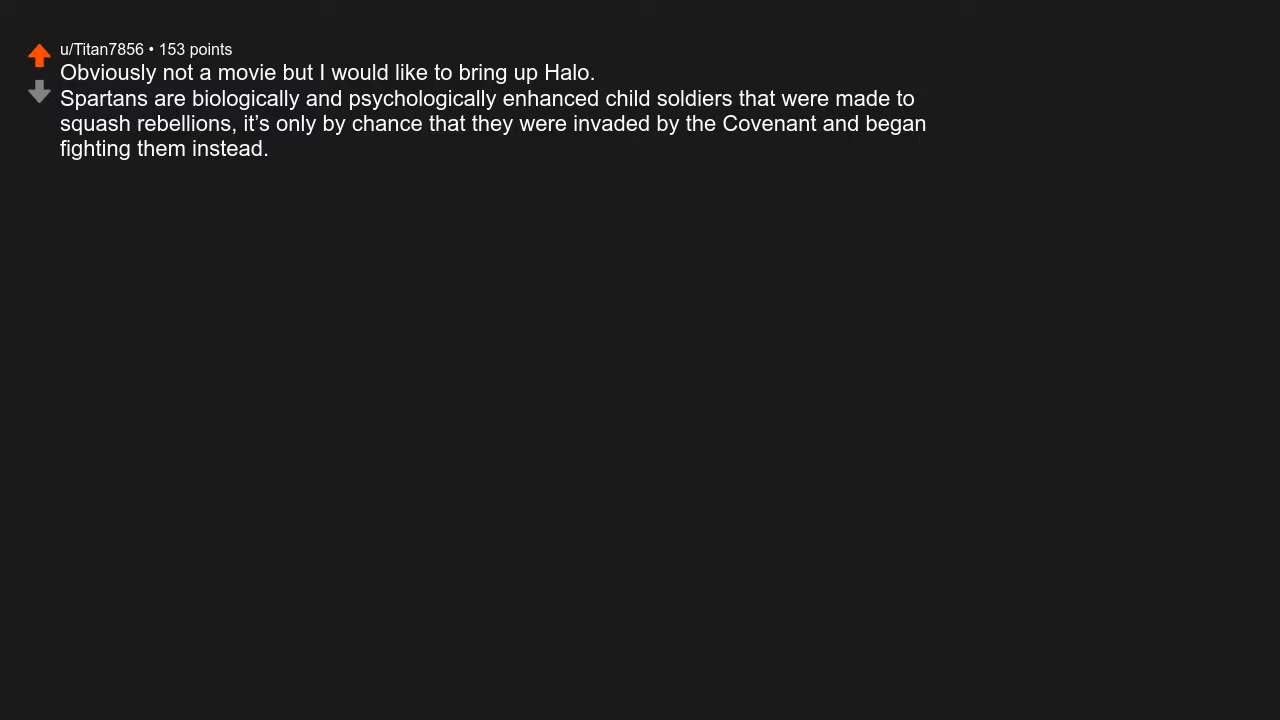 u/Titan7856 • 153 points
Obviously not a movie but I would like to bring up Halo.
Spartans are biologically and psychologically enhanced child soldiers that were made to
squash rebellions, it’s only by chance that they were invaded by the Covenant and began
fighting them instead.